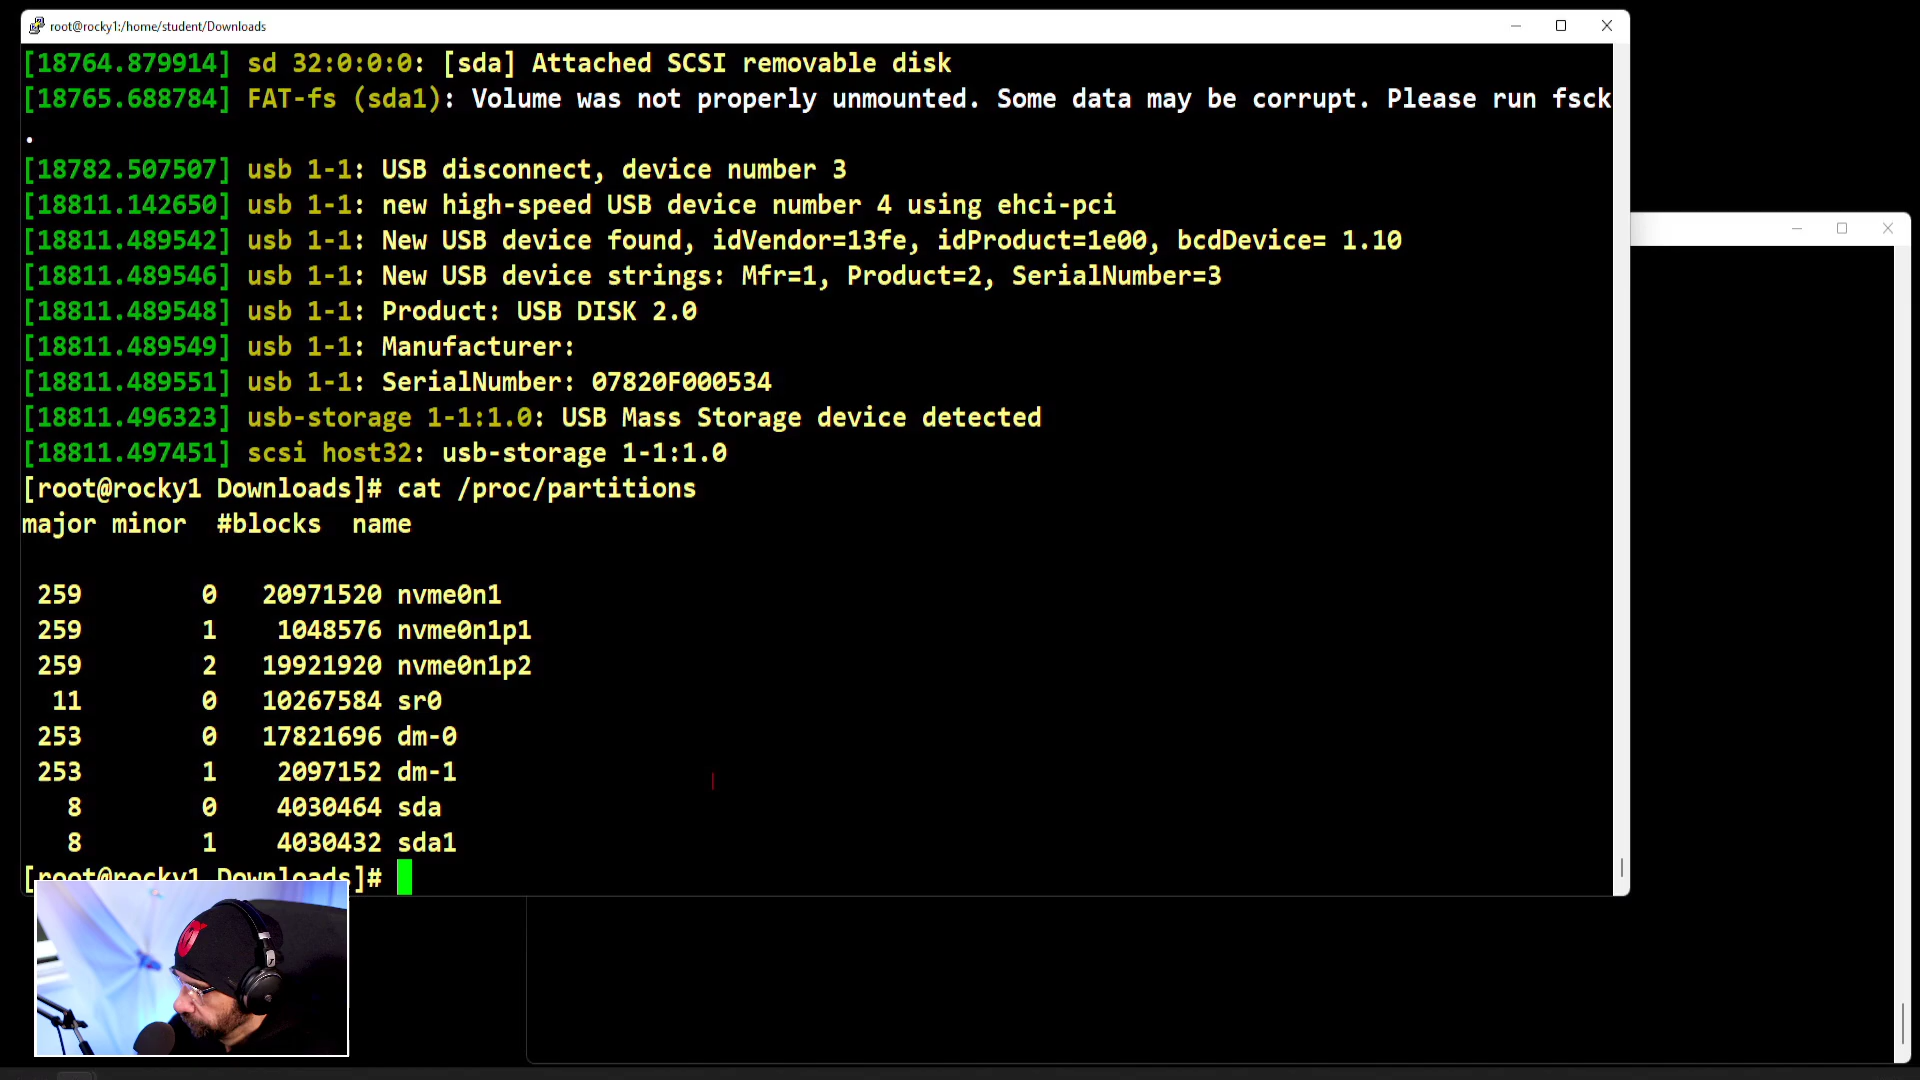 root@rocky1:/home/student/Downloads
[18764.879914] sd 32:0:0:0: [sda] Attached SCSI removable disk
[18765.688784] FAT-fs (sda1): Volume was not properly unmounted. Some data may be corrupt. Please run fsck
.
[18782.507507] usb 1-1: USB disconnect, device number 3
[18811.142650] usb 1-1: new high-speed USB device number 4 using ehci-pci
[18811.489542] usb 1-1: New USB device found, idVendor=13fe, idProduct=1e00, bcdDevice= 1.10
[18811.489546] usb 1-1: New USB device strings: Mfr=1, Product=2, SerialNumber=3
[18811.489548] usb 1-1: Product: USB DISK 2.0
[18811.489549] usb 1-1: Manufacturer:
[18811.489551] usb 1-1: SerialNumber: 07820F000534
[18811.496323] usb-storage 1-1:1.0: USB Mass Storage device detected
[18811.497451] scsi host32: usb-storage 1-1:1.0
[root@rocky1 Downloads]# cat /proc/partitions
major minor  #blocks  name
259        0   20971520 nvme0n1
259        1    1048576 nvme0n1p1
259        2   19921920 nvme0n1p2
11        0   10267584 sr0
253        0   17821696 dm-0
253        1    2097152 dm-1
8        0    4030464 sda
8        1    4030432 sda1
[root@rocky1 Downloads]#